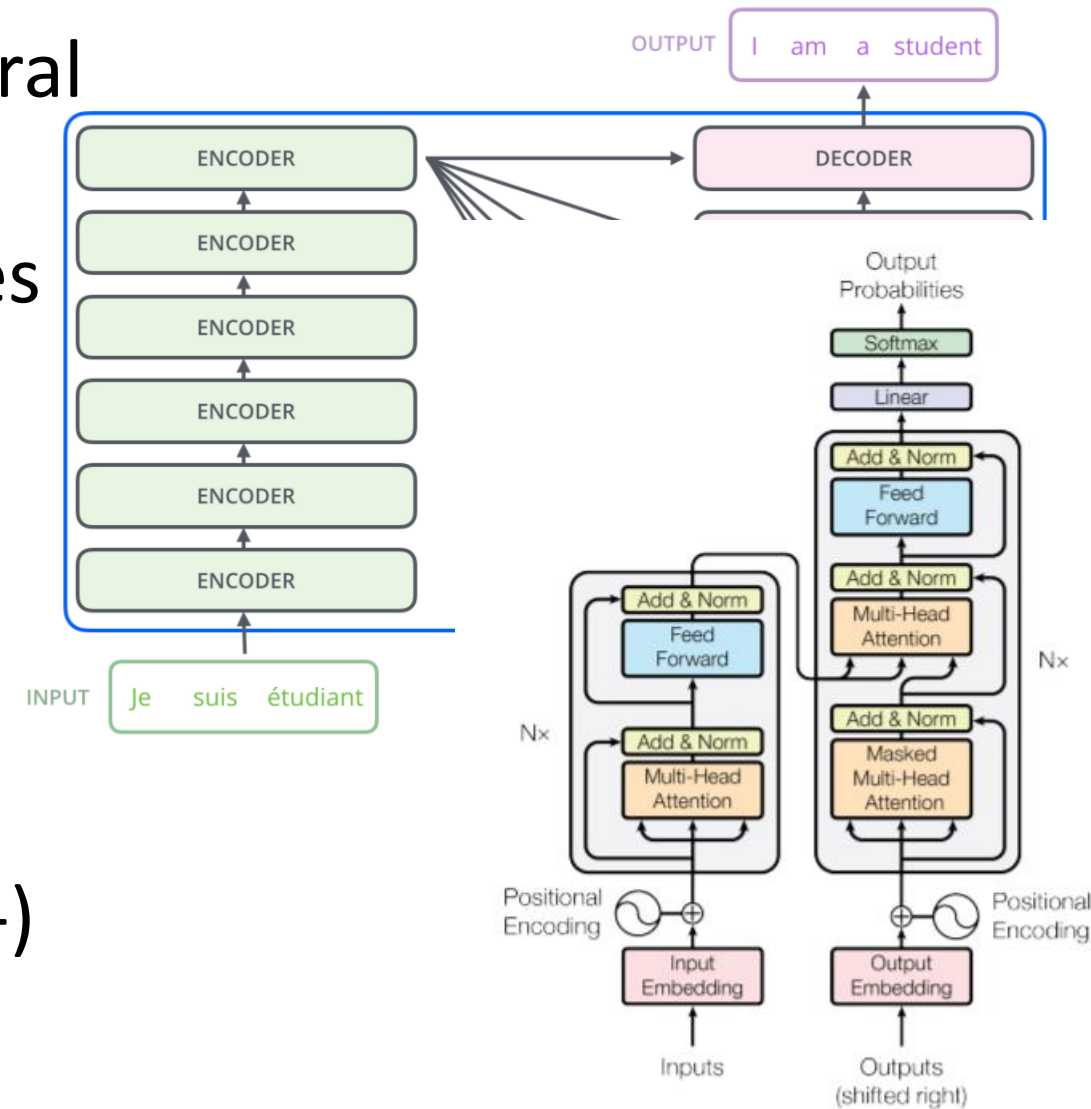 ral
es
-)
OUTPUT I am a student
ENCODER
DECODER
ENCODER
ENCODER
ENCODER
ENCODER
ENCODER
INPUT Je suis étudiant
Output
Probabilities
Softmax
Linear
Add & Norm
Feed
Forward
Add & Norm
Multi-Head
Attention
Nx
Add & Norm
Masked
Multi-Head
Attention
Add & Norm
Feed
Forward
Nx
Add & Norm
Multi-Head
Attention
Positional
Encoding
Positional
Encoding
Input
Embedding
Output
Embedding
Inputs
Outputs
(shifted right)